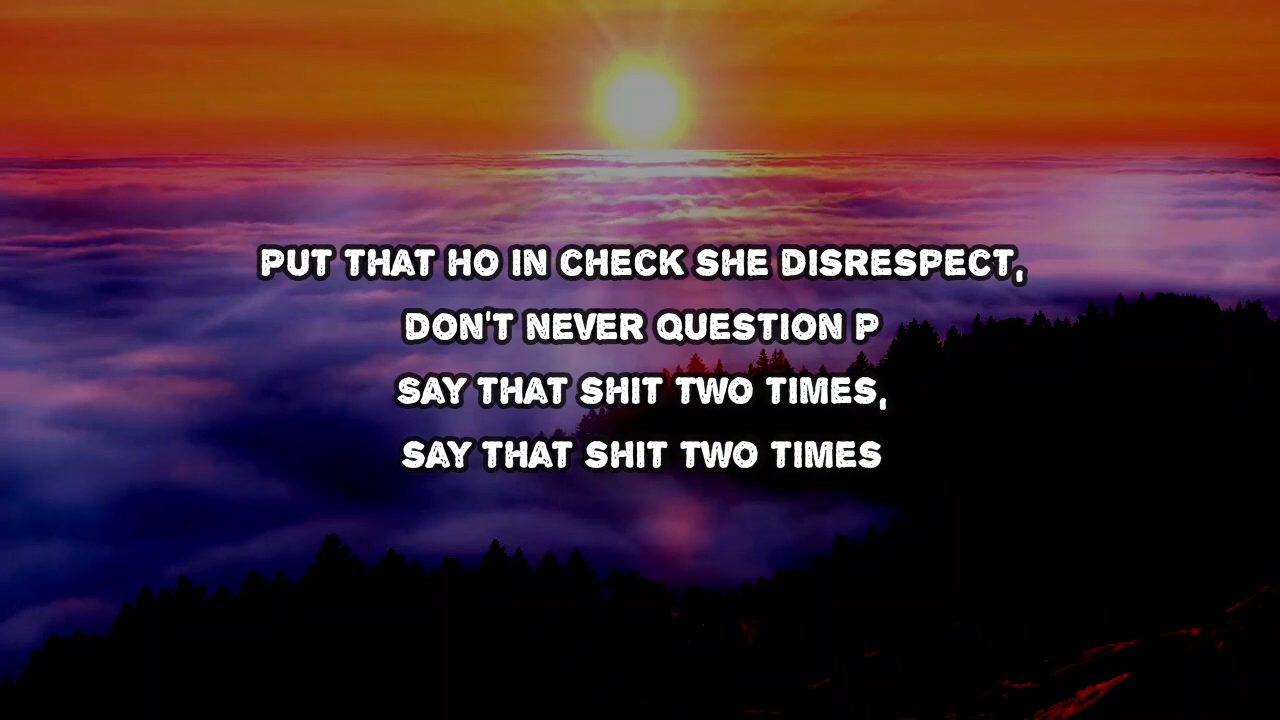 PUT THAT HO IN CHECK SHE DISRESPECT,
DON'T NEVER QUESTION P
SAY THAT SHIT TWO TIMES,
SAY THAT SHIT TWO TIMES